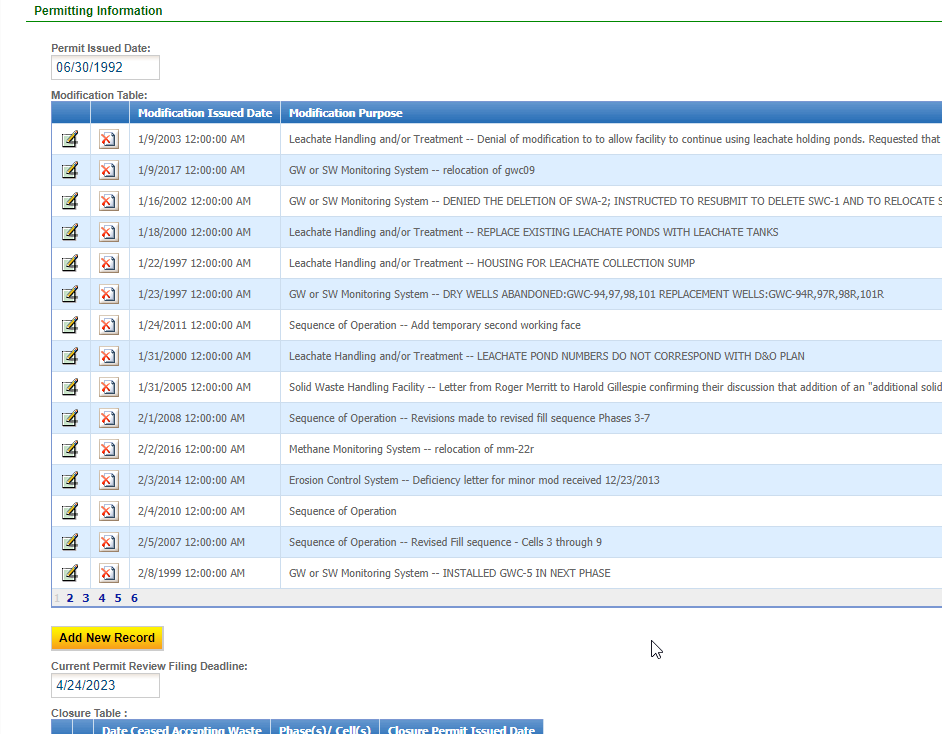 Permitting Information
Permit Issued Date:
06/30/1992
Modification Table:
Modification Issued Date Modification Purpose
1/9/2003 12:00:00 AM Leachate Handling and/or Treatment -- Denial of modification to to allow facility to continue using leachate holding ponds. Requested that
1/9/2017 12:00:00 AM GW or SW Monitoring System -- relocation of gwc09
1/16/2002 12:00:00 AM GW or SW Monitoring System -- DENIED THE DELETION OF SWA-2; INSTRUCTED TO RESUBMIT TO DELETE SWC-1 AND TO RELOCATE S
1/18/2000 12:00:00 AM Leachate Handling and/or Treatment -- REPLACE EXISTING LEACHATE PONDS WITH LEACHATE TANKS
1/22/1997 12:00:00 AM Leachate Handling and/or Treatment -- HOUSING FOR LEACHATE COLLECTION SUMP
1/23/1997 12:00:00 AM GW or SW Monitoring System -- DRY WELLS ABANDONED:GWC-94,97,98,101 REPLACEMENT WELLS:GWC-94R,97R,98R,101R
1/24/2011 12:00:00 AM Sequence of Operation -- Add temporary second working face
1/31/2000 12:00:00 AM Leachate Handling and/or Treatment -- LEACHATE POND NUMBERS DO NOT CORRESPOND WITH D&O PLAN
1/31/2005 12:00:00 AM Solid Waste Handling Facility -- Letter from Roger Merritt to Harold Gillespie confirming their discussion that addition of an "additional solid
2/1/2008 12:00:00 AM Sequence of Operation -- Revisions made to revised fill sequence Phases 3-7
2/2/2016 12:00:00 AM Methane Monitoring System -- relocation of mm-22r
2/3/2014 12:00:00 AM Erosion Control System -- Deficiency letter for minor mod received 12/23/2013
2/4/2010 12:00:00 AM Sequence of Operation
2/5/2007 12:00:00 AM Sequence of Operation -- Revised Fill sequence - Cells 3 through 9
2/8/1999 12:00:00 AM GW or SW Monitoring System -- INSTALLED GWC-5 IN NEXT PHASE
1 2 3 4 5 6
Add New Record
Current Permit Review Filing Deadline:
4/24/2023
Closure Table :
Date Ceased Accepting Waste Phase(s)/ Cell(s) Closure Permit Issued Date